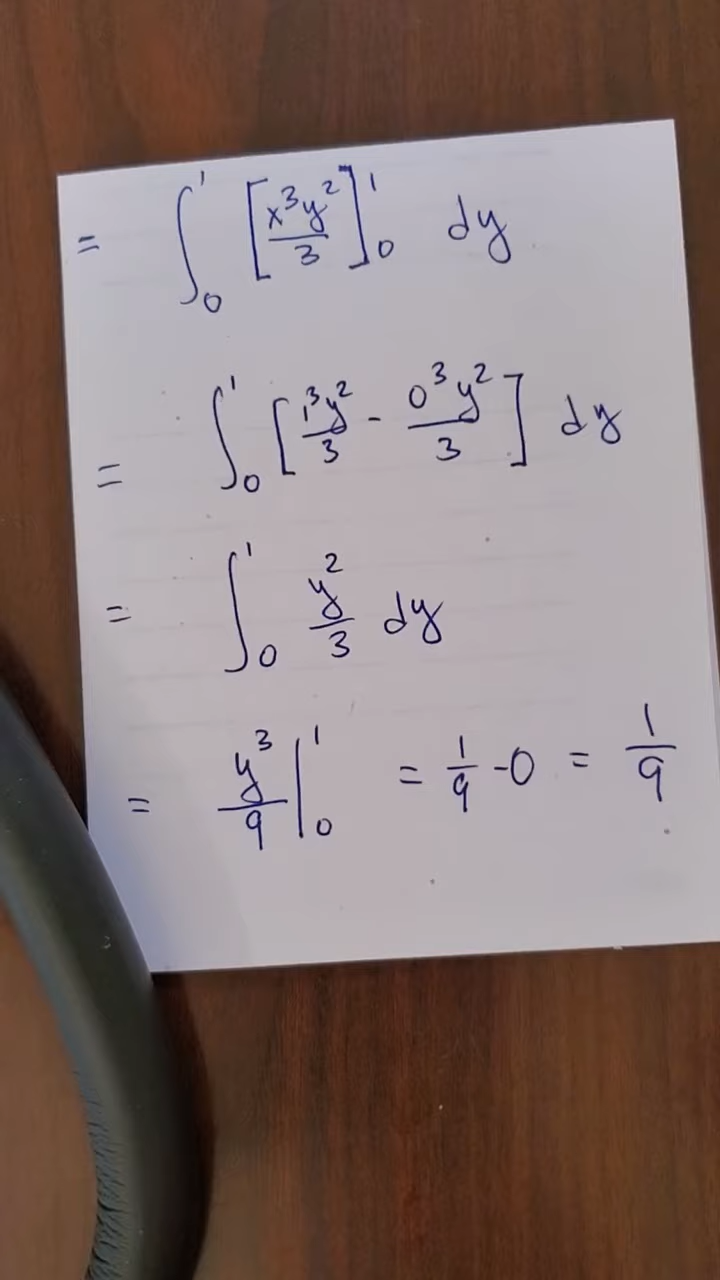 = ∫₀¹ [x³y²/3]₀¹ dy
= ∫₀¹ [1³y²/3 - 0³y²/3] dy
= ∫₀¹ y²/3 dy
= y³/9 |₀¹ = 1/9 - 0 = 1/9